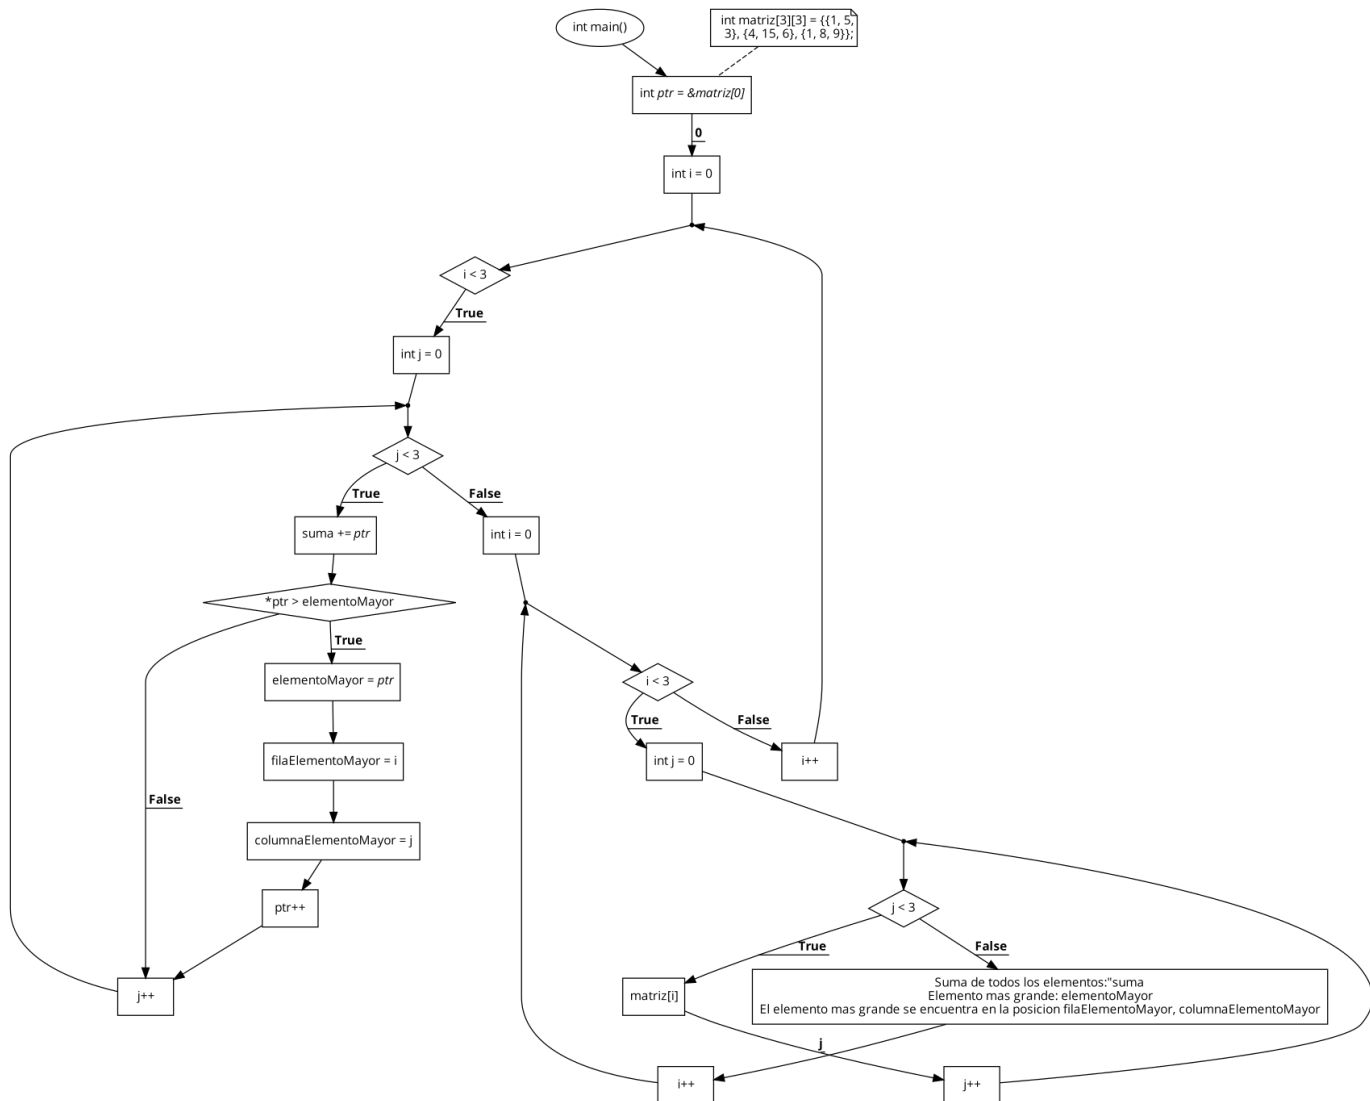 int main()
int matriz[3][3] = {{1, 5,
3}, {4, 15, 6}, {1, 8, 9}};
int ptr = &matriz[0]
0
int i = 0
i < 3
True
int j = 0
j < 3
True
False
suma += ptr
int i = 0
*ptr > elementoMayor
True
elementoMayor = ptr
i < 3
True
False
filaElementoMayor = i
int j = 0
i++
False
columnaElementoMayor = j
ptr++
j < 3
True
False
j++
matriz[i]
Suma de todos los elementos:"suma
Elemento mas grande: elementoMayor
El elemento mas grande se encuentra en la posicion filaElementoMayor, columnaElementoMayor
j
i++
j++